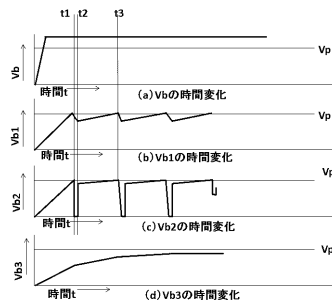 t1 t2 t3
Vb
Vp
時間t
(a)Vbの時間変化
Vb1
Vp
時間t
(b)Vb1の時間変化
Vb2
Vp
時間t
(c)Vb2の時間変化
Vb3
Vp
時間t
(d)Vb3の時間変化